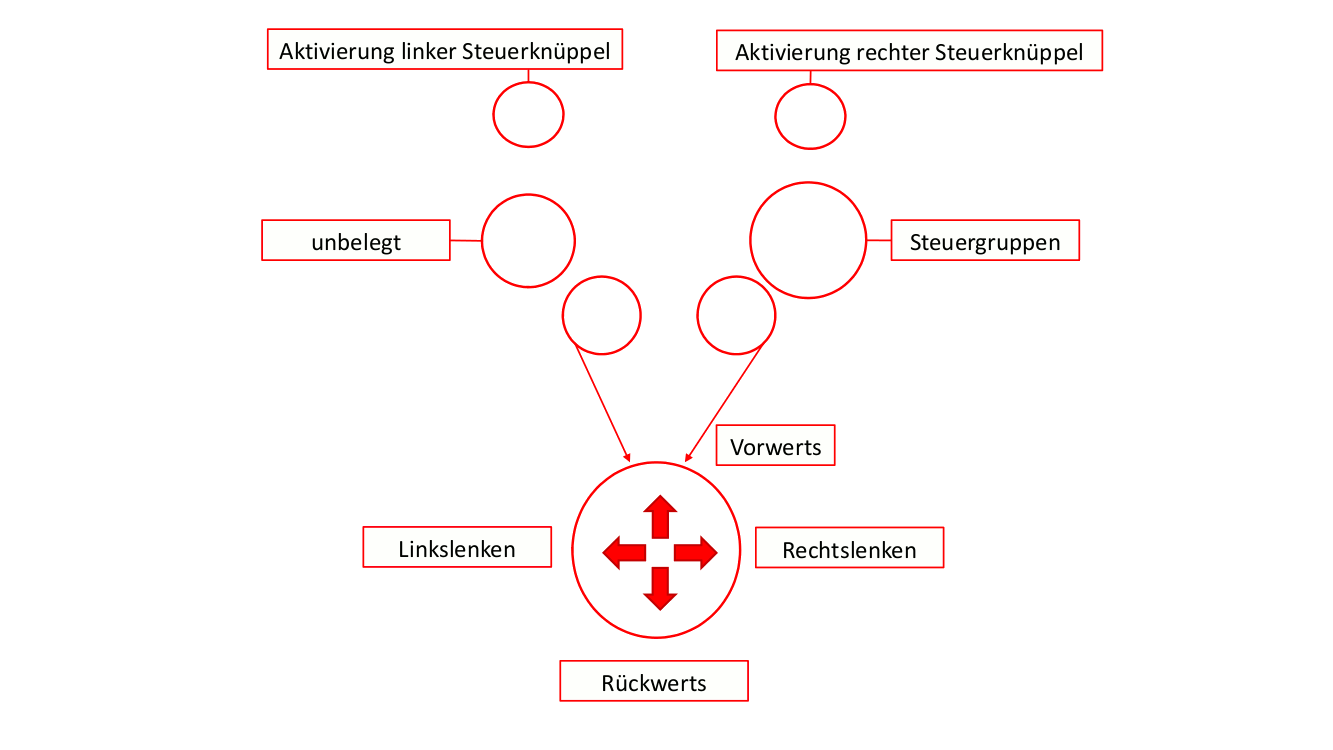 Aktivierung linker Steuerknüppel
Aktivierung rechter Steuerknüppel
unbelegt
Steuergruppen
Vorwerts
Linkslenken
Rechtslenken
Rückwerts